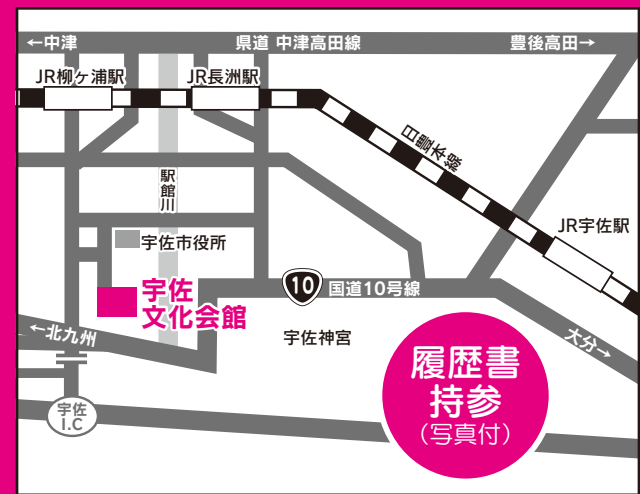 ←中津
県道 中津高田線
豊後高田→
JR柳ヶ浦駅
JR長洲駅
日豊本線
駅館川
JR宇佐駅
宇佐市役所
宇佐
文化会館
10
国道10号線
←北九州
宇佐神宮
大分→
履歴書
持参
(写真付)
宇佐
I.C